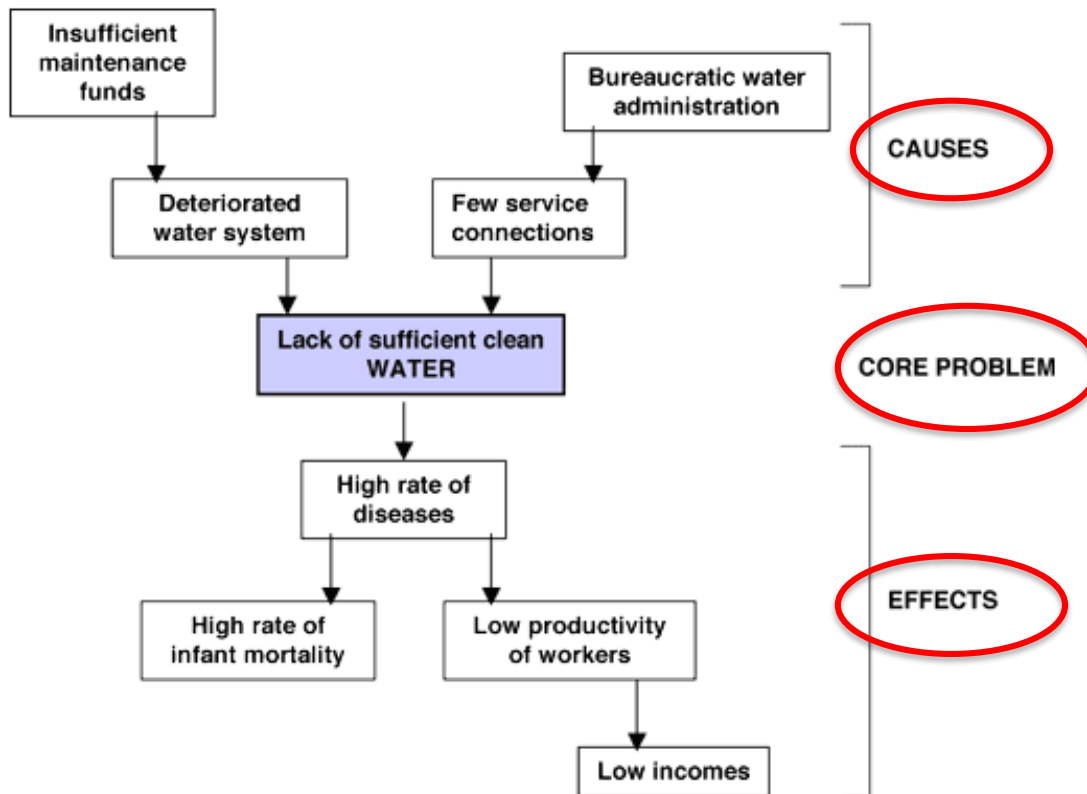 Insufficient
maintenance
funds
Bureaucratic water
administration
CAUSES
Deteriorated
water system
Few service
connections
Lack of sufficient clean
WATER
CORE PROBLEM
High rate of
diseases
EFFECTS
High rate of
infant mortality
Low productivity
of workers
Low incomes